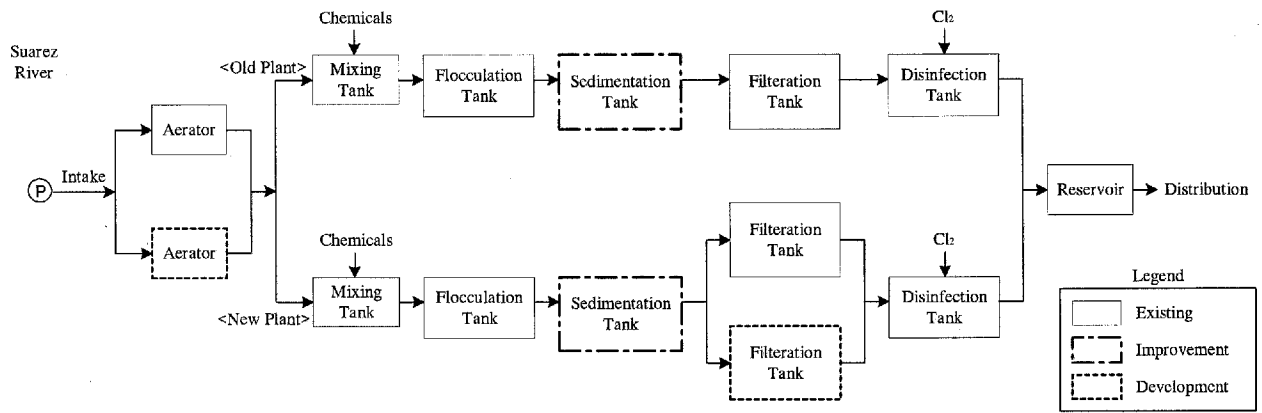 Suarez
River
P
Intake
Aerator
Aerator
<Old Plant>
Chemicals
Mixing
Tank
Flocculation
Tank
Sedimentation
Tank
Filteration
Tank
Cl2
Disinfection
Tank
<New Plant>
Chemicals
Mixing
Tank
Flocculation
Tank
Sedimentation
Tank
Filteration
Tank
Filteration
Tank
Cl2
Disinfection
Tank
Reservoir
Distribution
Legend
Existing
Improvement
Development